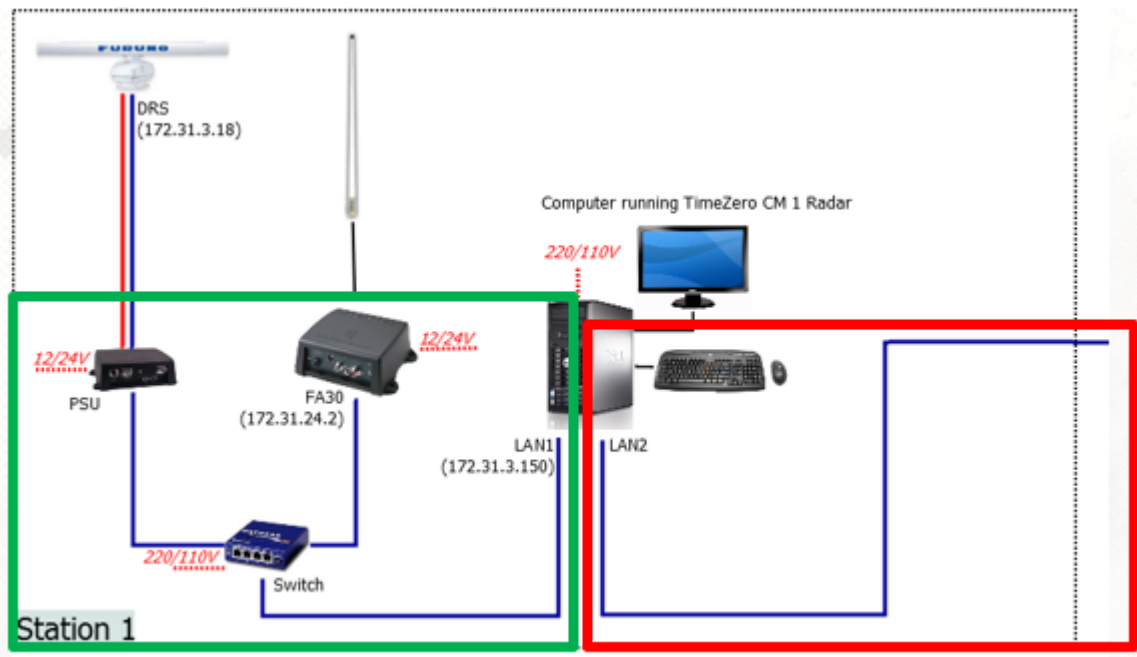 FURUNO
DRS
(172.31.3.18)
Computer running TimeZero CM 1 Radar
220/110V
12/24V
12/24V
PSU
FA30
(172.31.24.2)
LAN1
(172.31.3.150)
LAN2
220/110V
Switch
Station 1